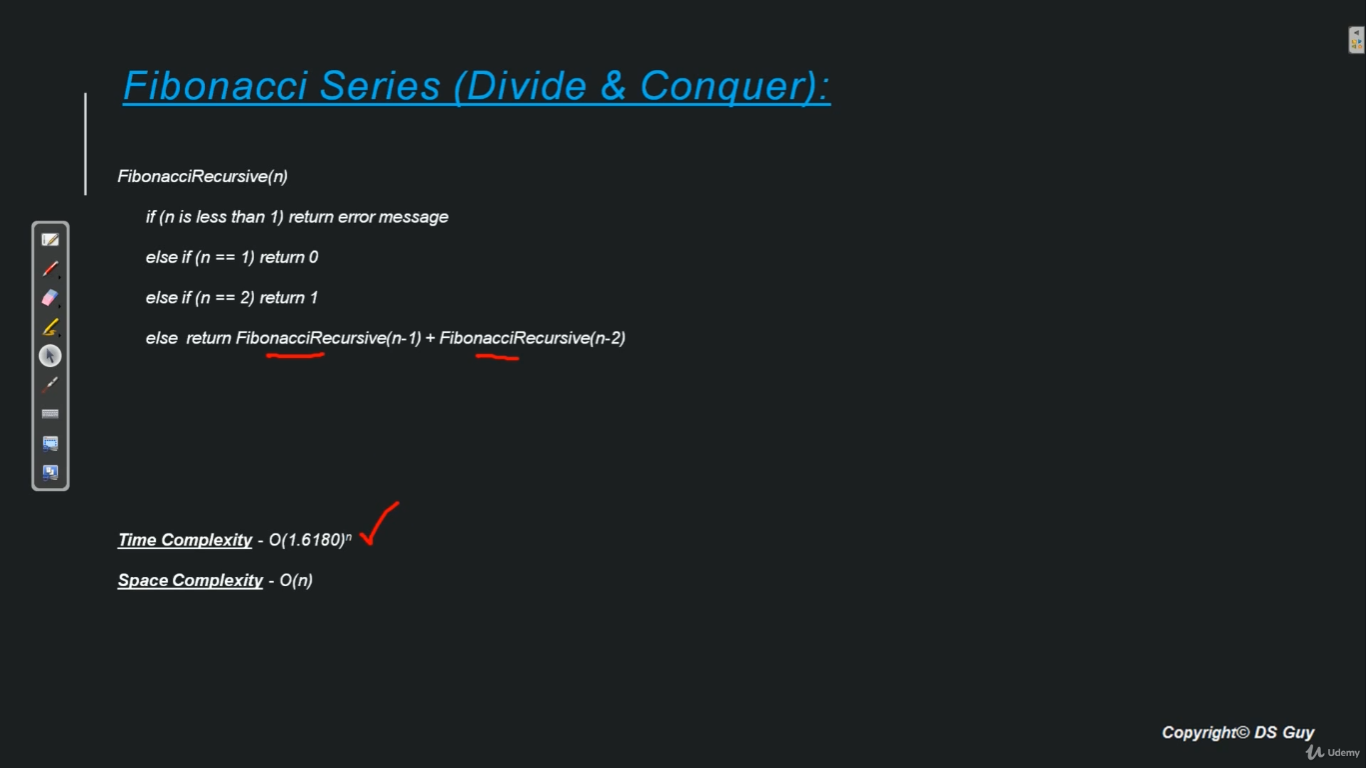 Fibonacci Series (Divide & Conquer):
FibonacciRecursive(n)
if (n is less than 1) return error message
else if (n == 1) return 0
else if (n == 2) return 1
else return FibonacciRecursive(n-1) + FibonacciRecursive(n-2)
Time Complexity - O(1.6180)ⁿ
Space Complexity - O(n)
Copyright© DS Guy
Udemy